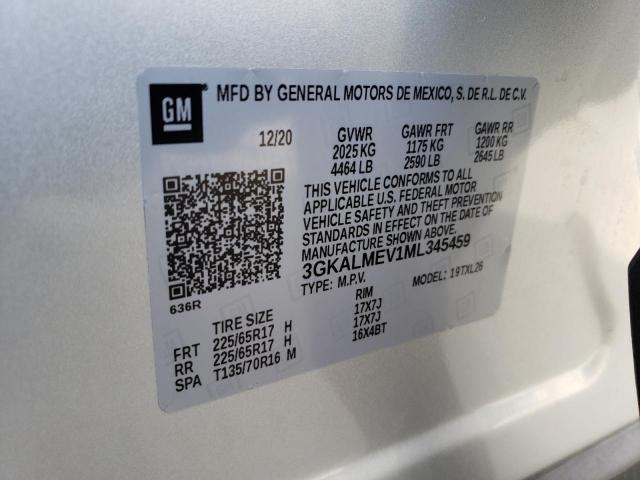 GM
MFD BY GENERAL MOTORS DE MEXICO, S. DE R.L. DE C.V.
12/20 GVWR GAWR FRT GAWR RR
2025 KG 1175 KG 1200 KG
4464 LB 2590 LB 2645 LB
THIS VEHICLE CONFORMS TO ALL
APPLICABLE U.S. FEDERAL MOTOR
VEHICLE SAFETY AND THEFT PREVENTION
STANDARDS IN EFFECT ON THE DATE OF
MANUFACTURE SHOWN ABOVE.
3GKALMEV1ML345459
TYPE: M.P.V. MODEL: 19TXL26
636R
TIRE SIZE RIM
FRT 225/65R17 H 17X7J
RR 225/65R17 H 17X7J
SPA T135/70R16 M 16X4BT